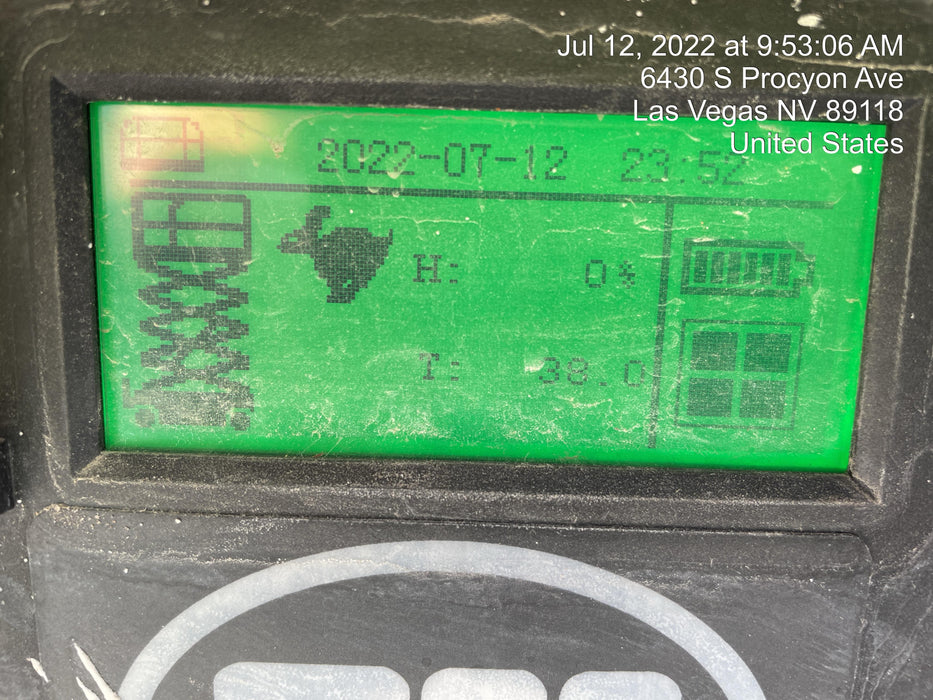 Jul 12, 2022 at 9:53:06 AM
6430 S Procyon Ave
Las Vegas NV 89118
United States
2022-07-12 23:52
H: 0*
T: 38.0